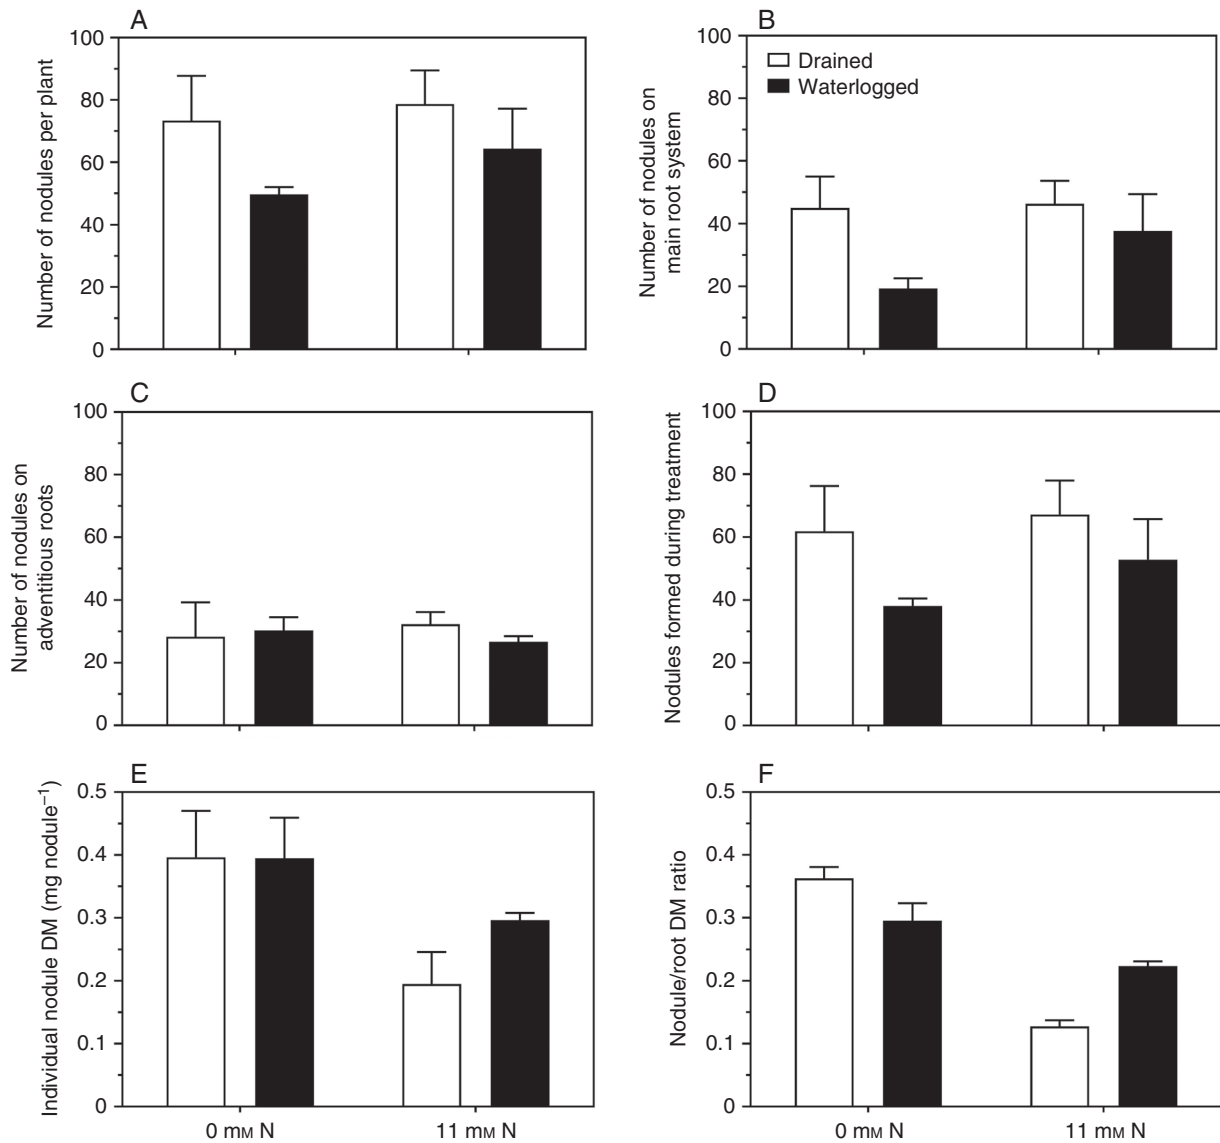 A
Number of nodules per plant
100
80
60
40
20
0
B
Number of nodules on
main root system
100
80
60
40
20
0
Drained
Waterlogged
C
Number of nodules on
adventitious roots
100
80
60
40
20
0
D
Nodules formed during treatment
100
80
60
40
20
0
E
Individual nodule DM (mg nodule⁻¹)
0.5
0.4
0.3
0.2
0.1
0
0 mM N
11 mM N
F
Nodule/root DM ratio
0.5
0.4
0.3
0.2
0.1
0
0 mM N
11 mM N